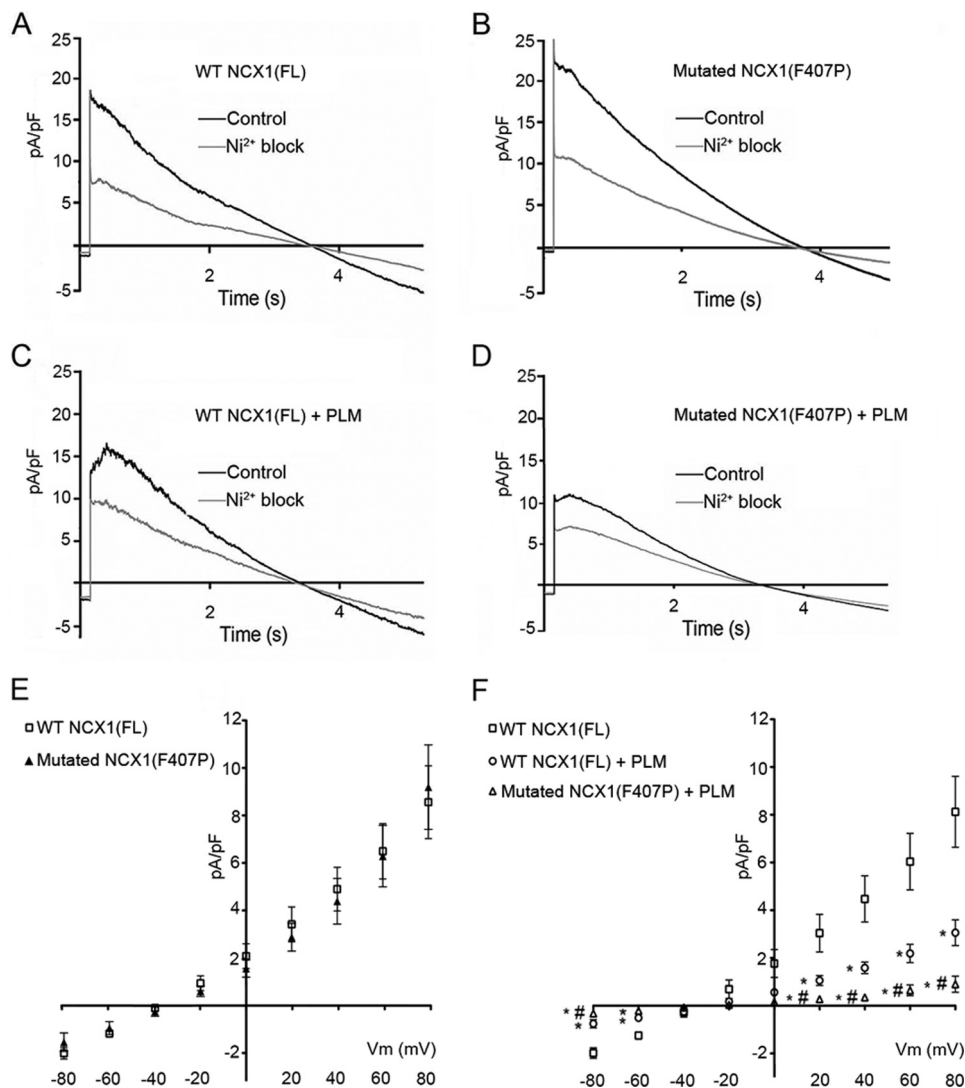 A
25
20
15
10
5
-5
pA/pF
WT NCX1(FL)
Control
Ni²⁺ block
2
4
Time (s)
B
25
20
15
10
5
-5
pA/pF
Mutated NCX1(F407P)
Control
Ni²⁺ block
2
4
Time (s)
C
25
20
15
10
5
-5
pA/pF
WT NCX1(FL) + PLM
Control
Ni²⁺ block
2
4
Time (s)
D
25
20
15
10
5
-5
pA/pF
Mutated NCX1(F407P) + PLM
Control
Ni²⁺ block
2
4
Time (s)
E
WT NCX1(FL)
Mutated NCX1(F407P)
12
10
8
6
4
2
-2
pA/pF
Vm (mV)
-80 -60 -40 -20 20 40 60 80
F
WT NCX1(FL)
WT NCX1(FL) + PLM
Mutated NCX1(F407P) + PLM
12
10
8
6
4
2
-2
pA/pF
* * * *
* # * * # * # * # * #
* *
Vm (mV)
-80 -60 -40 -20 20 40 60 80